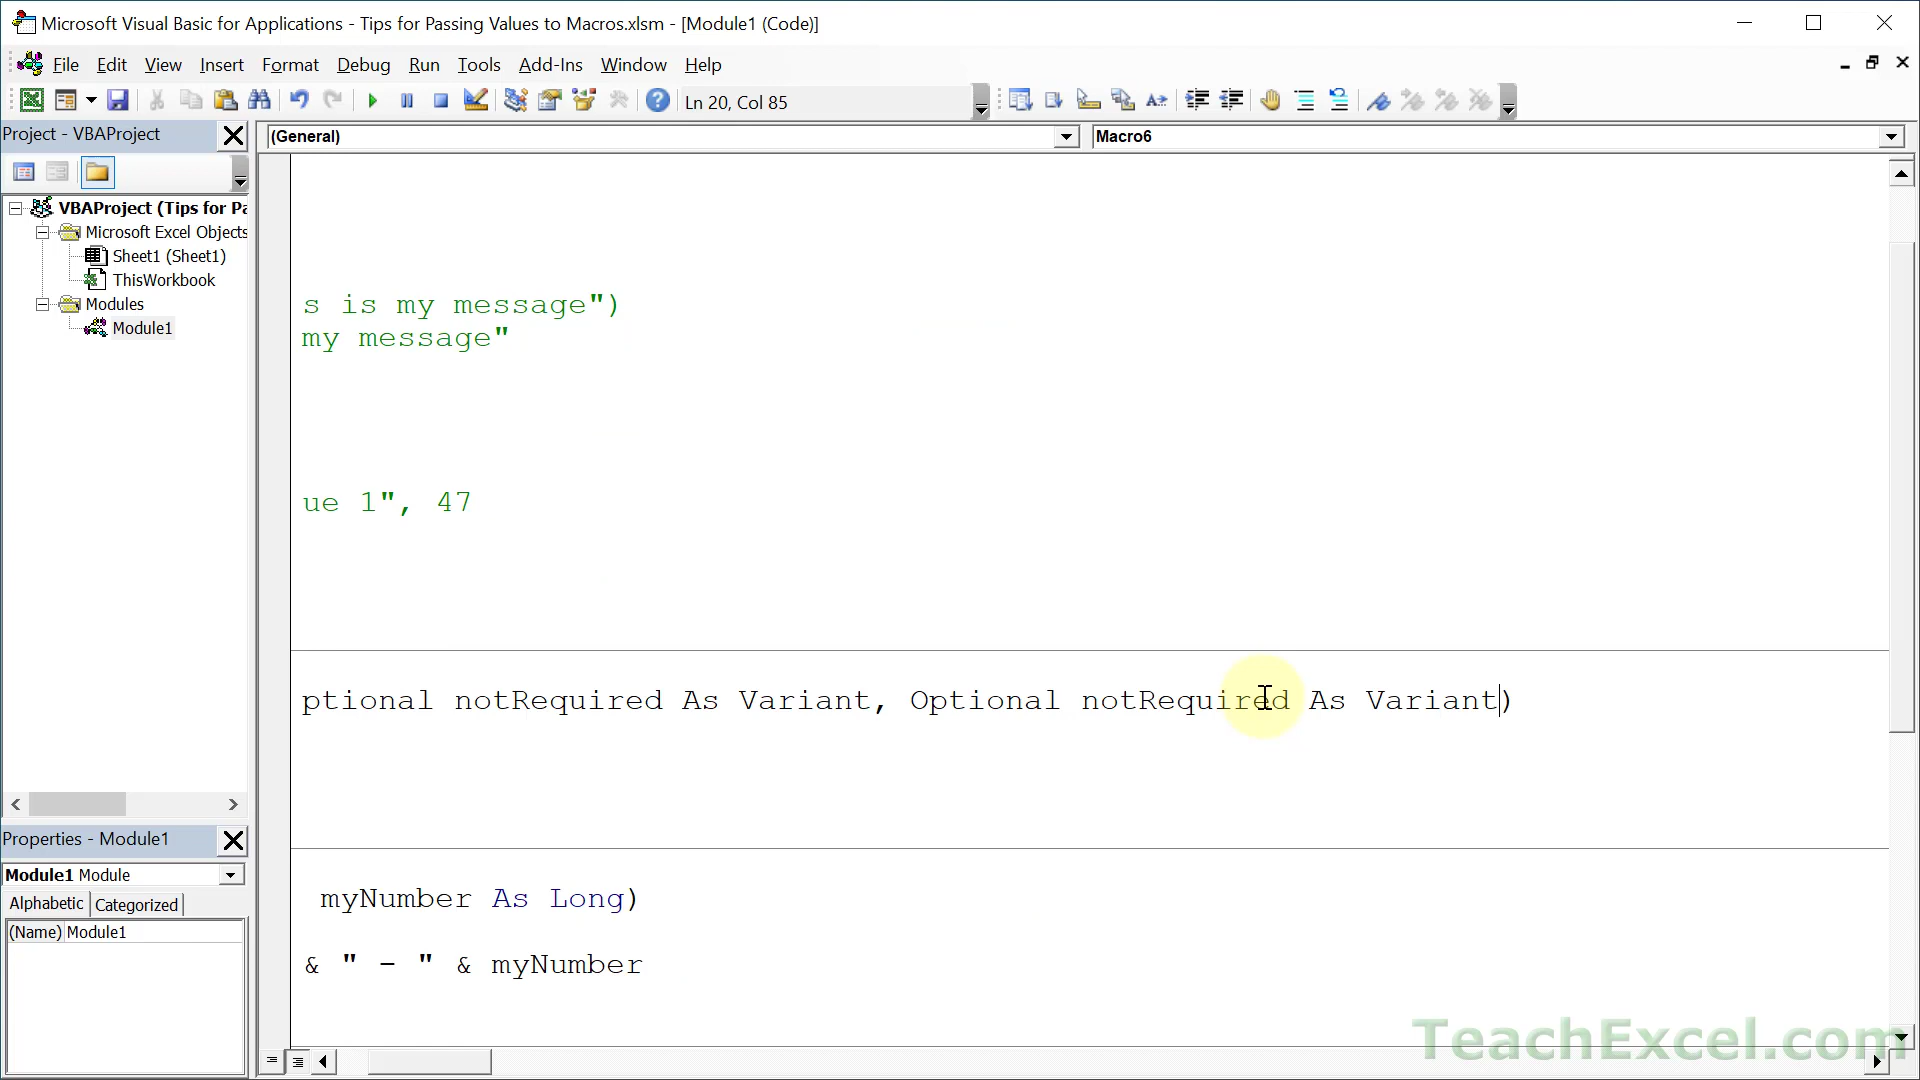 Microsoft Visual Basic for Applications - Tips for Passing Values to Macros.xlsm - [Module1 (Code)]
File Edit View Insert Format Debug Run Tools Add-Ins Window Help
Ln 20, Col 85
Project - VBAProject
(General)
Macro6
VBAProject (Tips for Pa
Microsoft Excel Objects
Sheet1 (Sheet1)
ThisWorkbook
Modules
Module1
s is my message")
my message"
ue 1", 47
ptional notRequired As Variant, Optional notRequired As Variant)
myNumber As Long)
& " - " & myNumber
Properties - Module1
Module1 Module
Alphabetic Categorized
(Name) Module1
TeachExcel.com